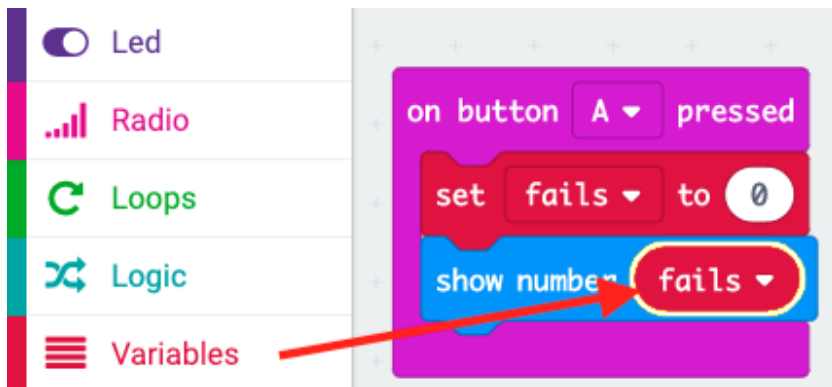 Led
Radio
Loops
Logic
Variables
on button A pressed
set fails to 0
show number fails